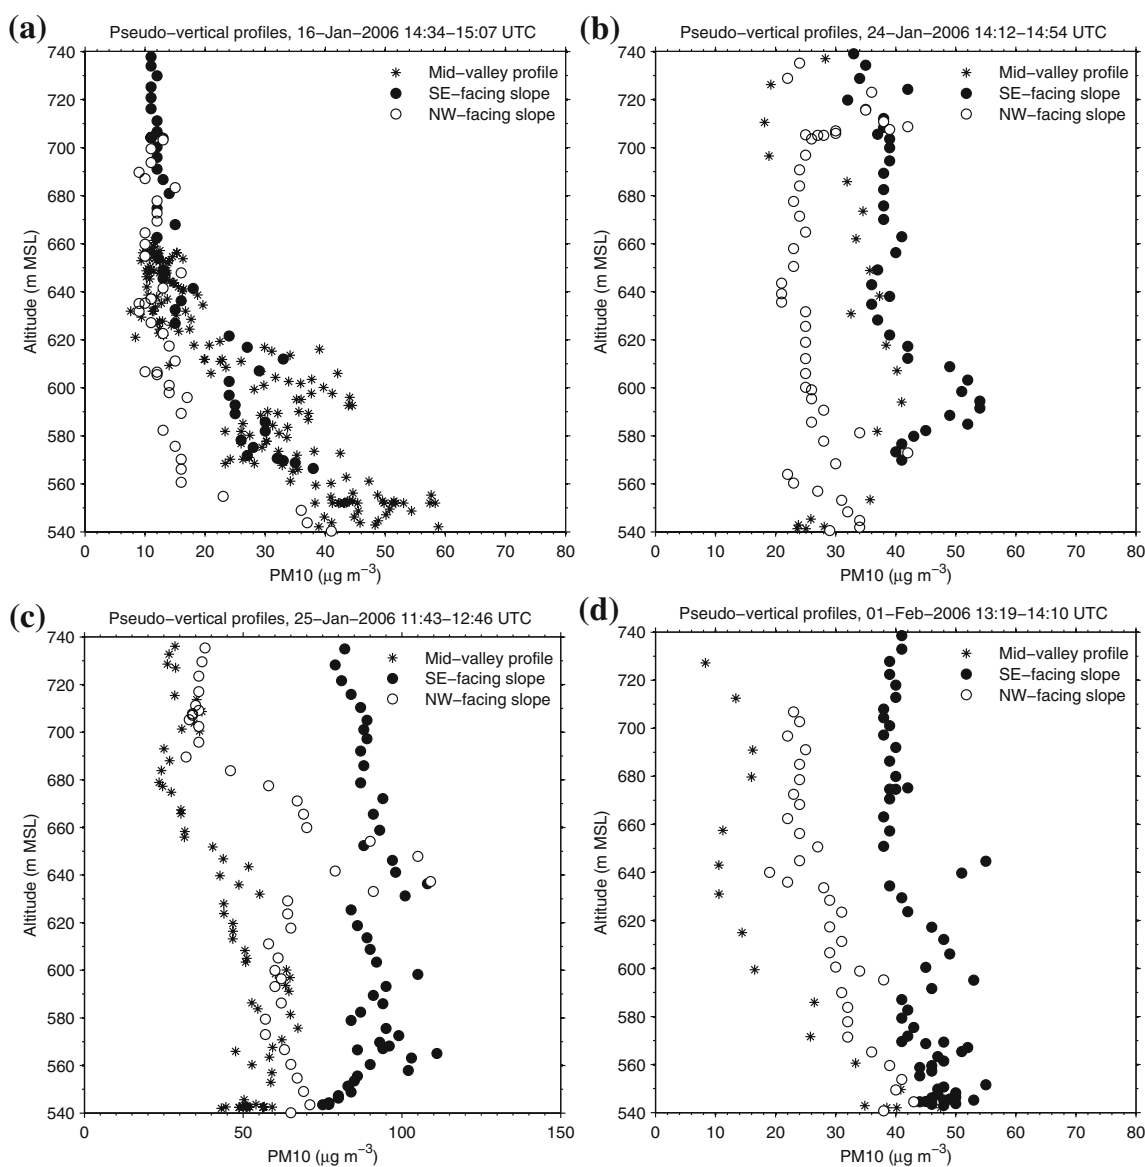 (a)
Pseudo−vertical profiles, 16−Jan−2006 14:34−15:07 UTC
Mid−valley profile
SE−facing slope
NW−facing slope
740
720
700
680
660
640
620
600
580
560
540
Altitude (m MSL)
0 10 20 30 40 50 60 70 80
PM10 (μg m−3)
(b)
Pseudo−vertical profiles, 24−Jan−2006 14:12−14:54 UTC
Mid−valley profile
SE−facing slope
NW−facing slope
740
720
700
680
660
640
620
600
580
560
540
Altitude (m MSL)
0 10 20 30 40 50 60 70 80
PM10 (μg m−3)
(c)
Pseudo−vertical profiles, 25−Jan−2006 11:43−12:46 UTC
Mid−valley profile
SE−facing slope
NW−facing slope
740
720
700
680
660
640
620
600
580
560
540
Altitude (m MSL)
0 50 100 150
PM10 (μg m−3)
(d)
Pseudo−vertical profiles, 01−Feb−2006 13:19−14:10 UTC
Mid−valley profile
SE−facing slope
NW−facing slope
740
720
700
680
660
640
620
600
580
560
540
Altitude (m MSL)
0 10 20 30 40 50 60 70 80
PM10 (μg m−3)